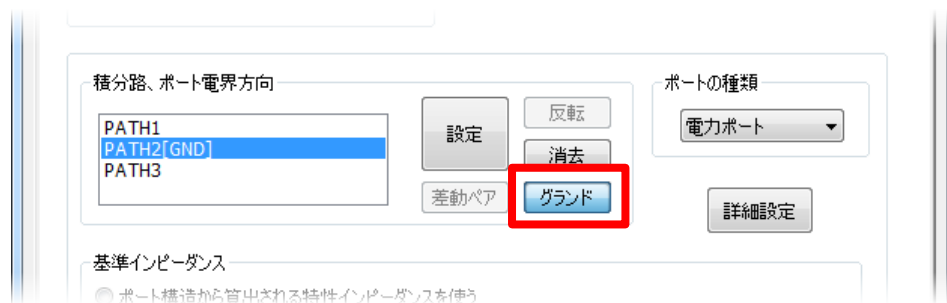 積分路、ポート電界方向
PATH1
PATH2[GND]
PATH3
設定
反転
消去
差動ペア
グランド
ポートの種類
電力ポート
詳細設定
基準インピーダンス
ポート構造から算出される特性インピーダンスを使う